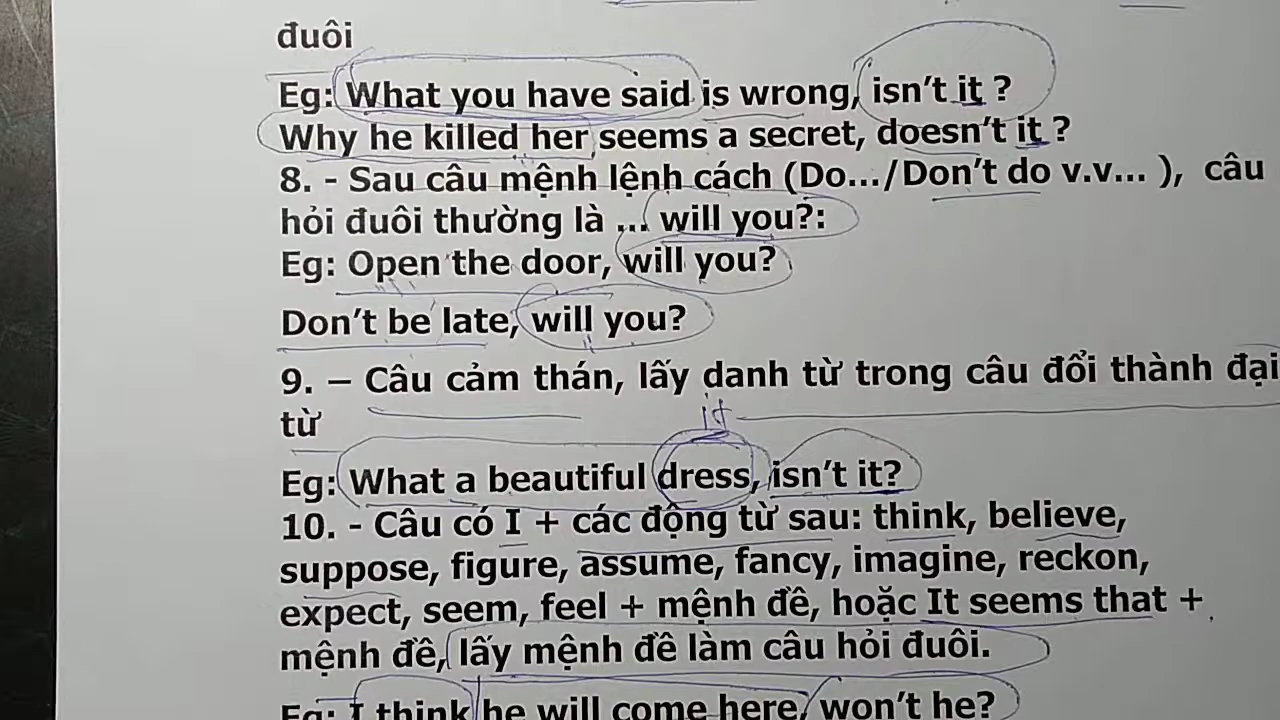 đuôi
Eg: What you have said is wrong, isn't it ?
Why he killed her seems a secret, doesn't it ?
8. - Sau câu mệnh lệnh cách (Do.../Don't do v.v... ), câu
hỏi đuôi thường là ... will you?:
Eg: Open the door, will you?
Don't be late, will you?
9. – Câu cảm thán, lấy danh từ trong câu đổi thành đại
từ
it
Eg: What a beautiful dress, isn't it?
10. - Câu có I + các động từ sau: think, believe,
suppose, figure, assume, fancy, imagine, reckon,
expect, seem, feel + mệnh đề, hoặc It seems that +
mệnh đề, lấy mệnh đề làm câu hỏi đuôi.
Eg: I think he will come here, won't he?